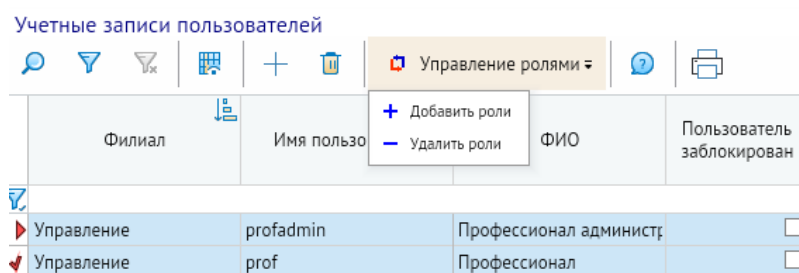 Учетные записи пользователей
Управление ролями
Добавить роли
Удалить роли
Филиал
Имя пользо
ФИО
Пользователь
заблокирован
Управление profadmin Профессионал администр
Управление prof Профессионал